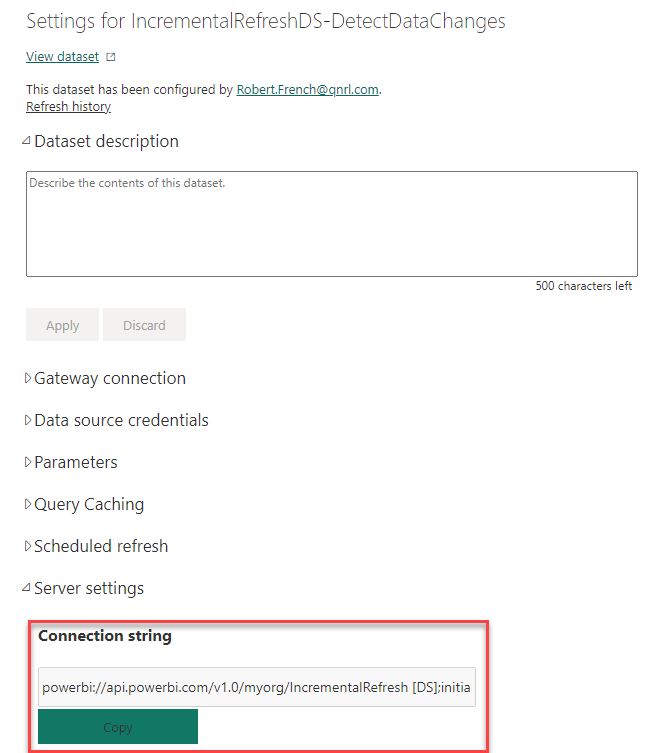 Settings for IncrementalRefreshDS-DetectDataChanges
View dataset
This dataset has been configured by Robert.French@qnrl.com.
Refresh history
Dataset description
Describe the contents of this dataset.
500 characters left
Apply Discard
Gateway connection
Data source credentials
Parameters
Query Caching
Scheduled refresh
Server settings
Connection string
powerbi://api.powerbi.com/v1.0/myorg/IncrementalRefresh [DS];initia
Copy